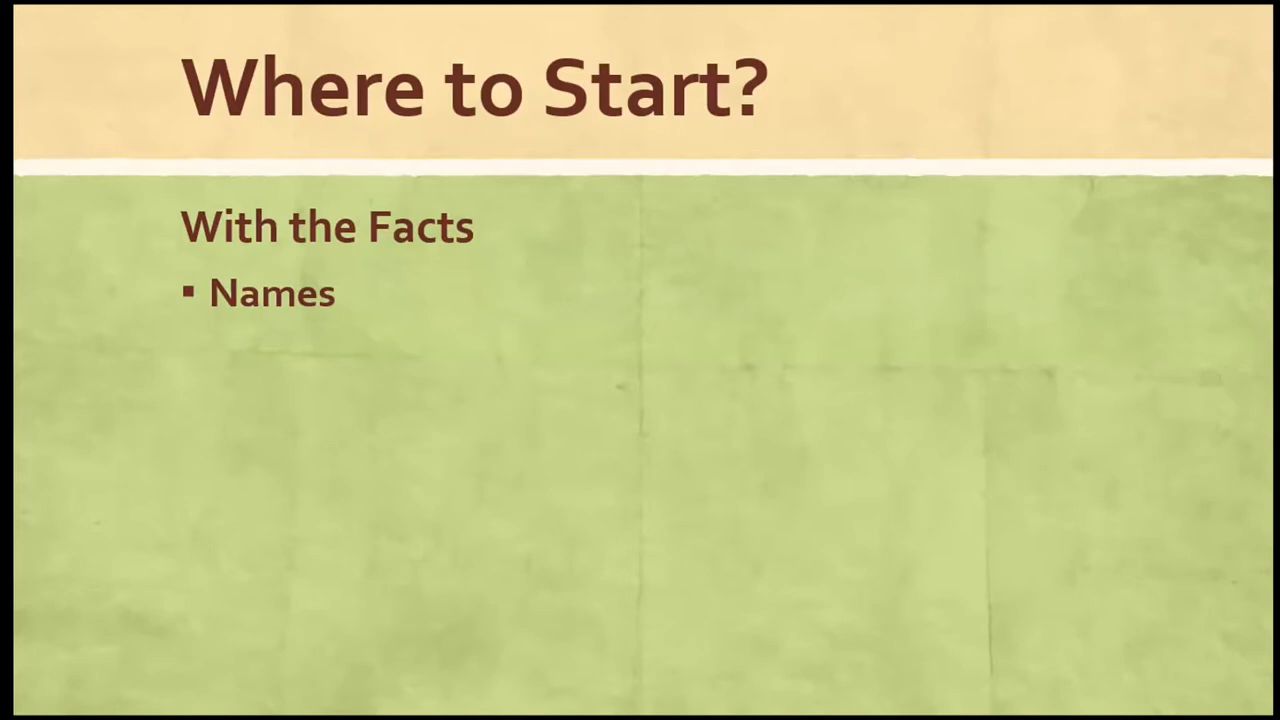 Where to Start?
With the Facts
▪ Names